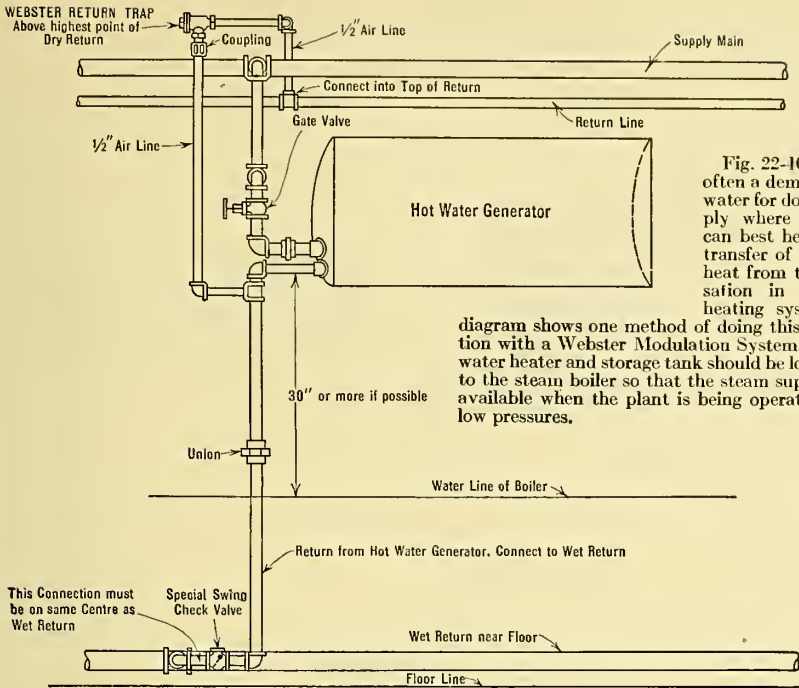 WEBSTER RETURN TRAP
Above highest point of
Dry Return
Coupling
1/2" Air Line
Supply Main
Connect into Top of Return
Return Line
Gate Valve
1/2" Air Line
Hot Water Generator
Fig. 22-
often a dem
water for do
ply where
can best he
transfer of
heat from t
sation in
heating sys
diagram shows one method of doing this
tion with a Webster Modulation System
water heater and storage tank should be lo
to the steam boiler so that the steam sup
available when the plant is being operat
low pressures.
30" or more if possible
Union
Water Line of Boiler
Return from Hot Water Generator. Connect to Wet Return
This Connection must
be on same Centre as
Wet Return
Special Swing
Check Valve
Wet Return near Floor
Floor Line